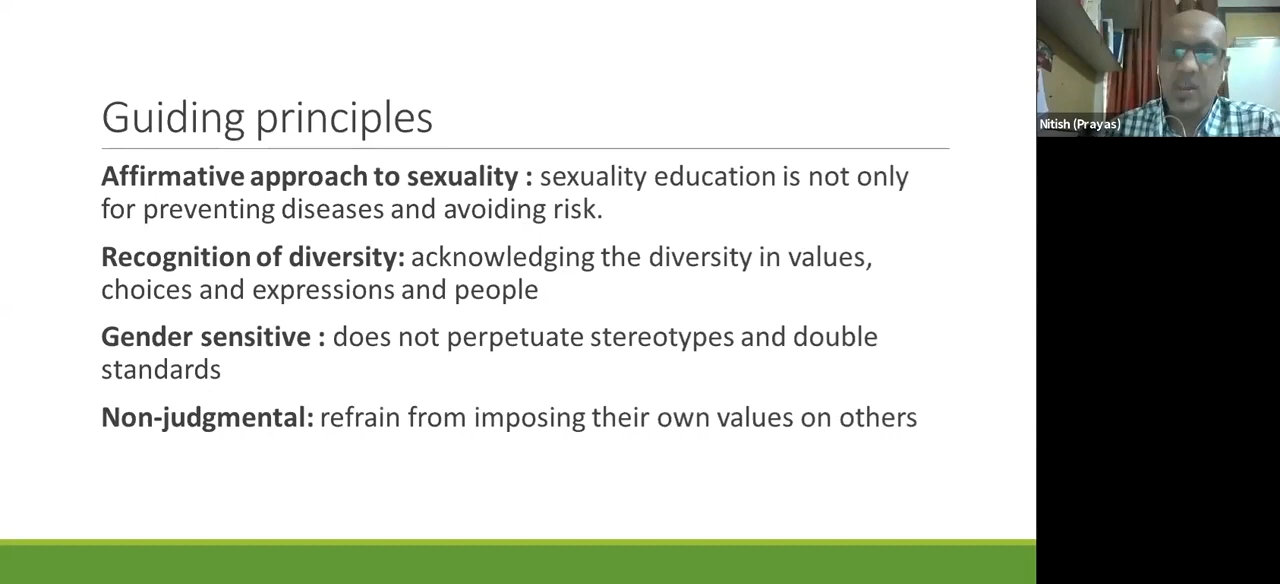 Guiding principles
Affirmative approach to sexuality : sexuality education is not only
for preventing diseases and avoiding risk.
Recognition of diversity: acknowledging the diversity in values,
choices and expressions and people
Gender sensitive : does not perpetuate stereotypes and double
standards
Non-judgmental: refrain from imposing their own values on others
Nitish (Prayas)